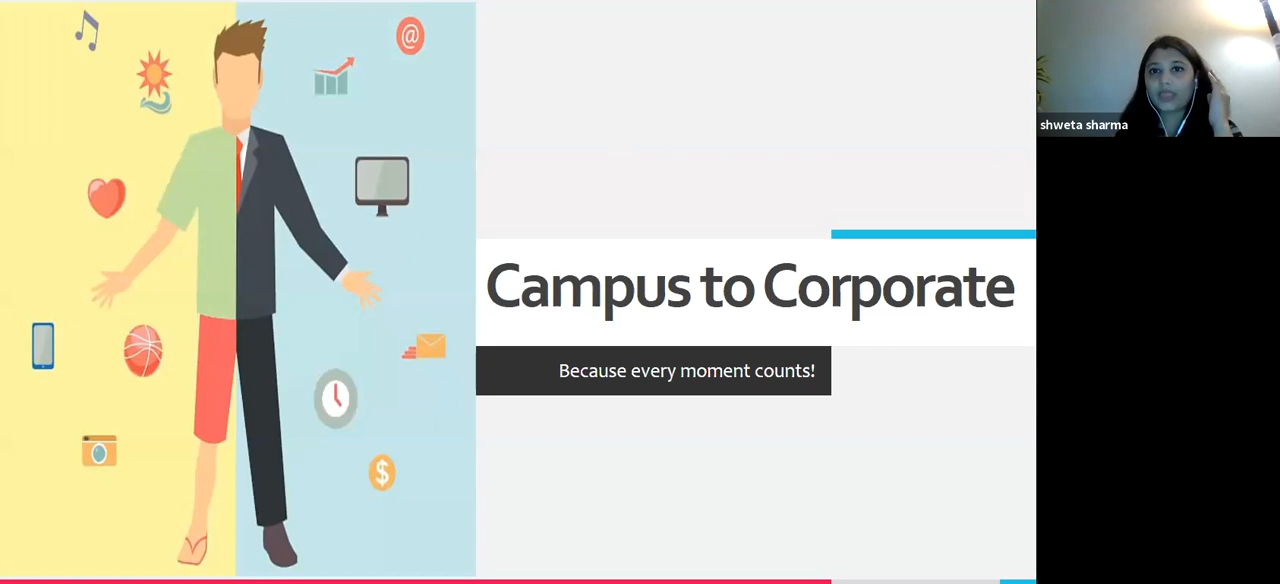 @
$
Campus to Corporate
Because every moment counts!
shweta sharma